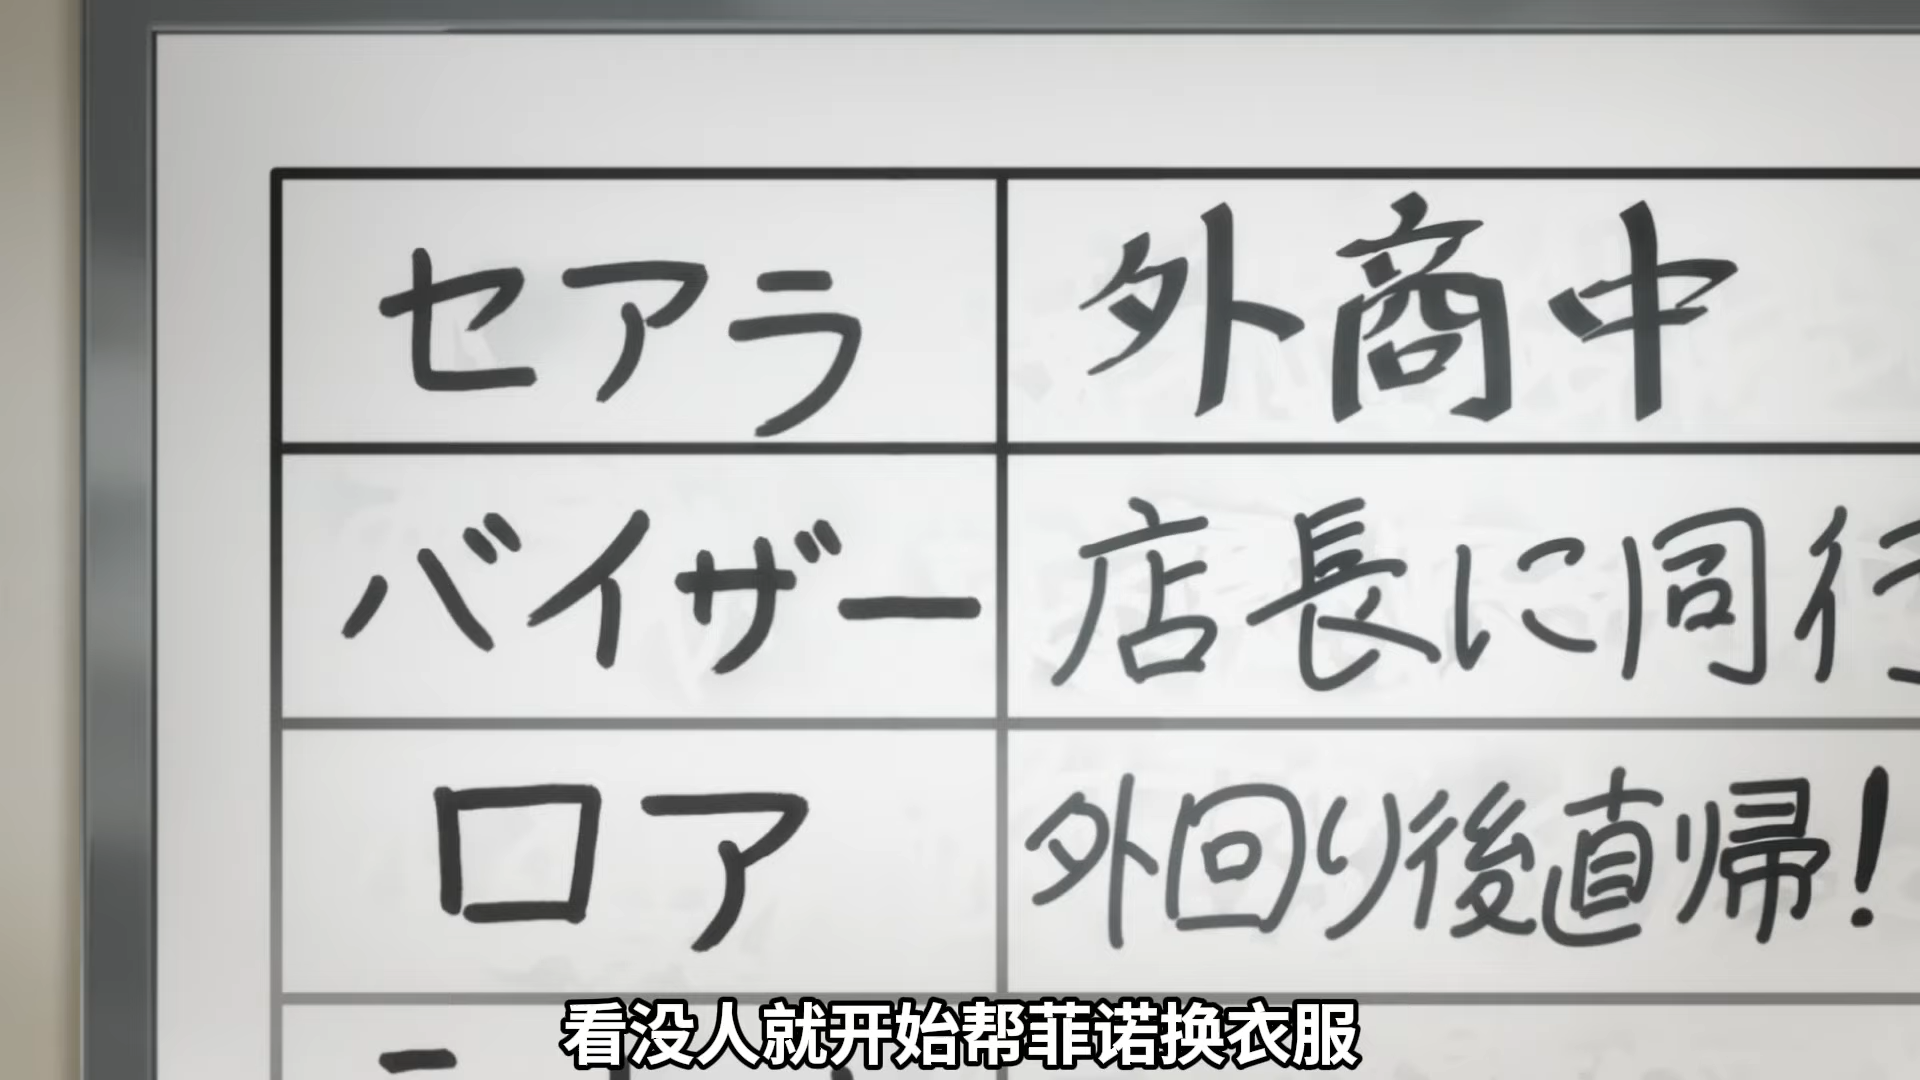 セアラ 外商中
バイザー 店長に同行
ロア 外回り後直帰!
看没人就开始帮菲诺换衣服